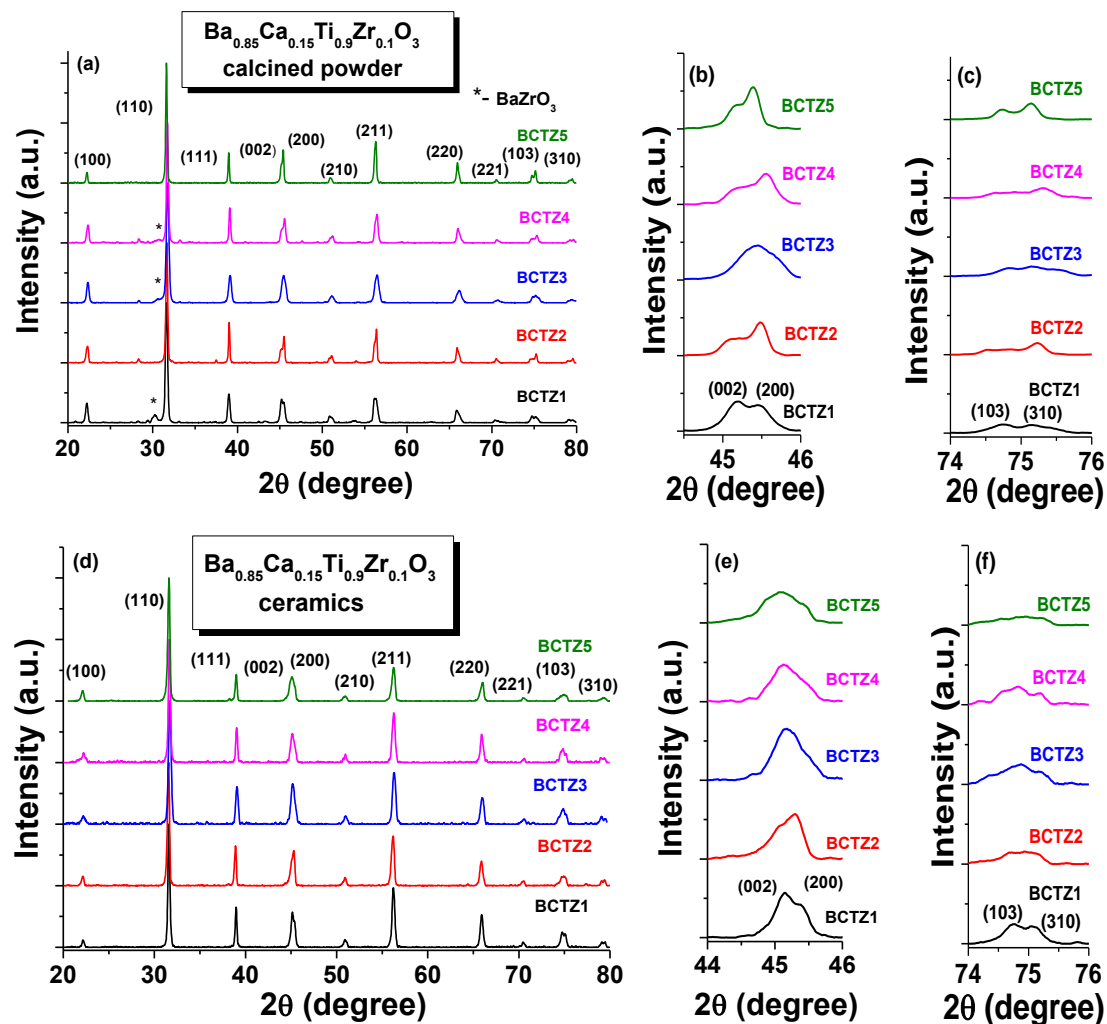 Ba0.85Ca0.15Ti0.9Zr0.1O3
calcined powder
(a)
*- BaZrO3
(110)
BCTZ5
(100)
(111)
(002)
(200)
(210)
(211)
(220)
(221)
(103)
(310)
BCTZ4
*
BCTZ3
*
BCTZ2
BCTZ1
*
20 30 40 50 60 70 80
2θ (degree)
Intensity (a.u.)
(b)
BCTZ5
BCTZ4
BCTZ3
BCTZ2
(002) (200)
BCTZ1
45 46
2θ (degree)
Intensity (a.u.)
(c)
BCTZ5
BCTZ4
BCTZ3
BCTZ2
BCTZ1
(103) (310)
74 75 76
2θ (degree)
Intensity (a.u.)
(d)
Ba0.85Ca0.15Ti0.9Zr0.1O3
ceramics
(110)
BCTZ5
(100)
(111)
(002)
(200)
(210)
(211)
(220)
(221)
(103)
(310)
BCTZ4
BCTZ3
BCTZ2
BCTZ1
20 30 40 50 60 70 80
2θ (degree)
Intensity (a.u.)
(e)
BCTZ5
BCTZ4
BCTZ3
BCTZ2
(002) (200)
BCTZ1
44 45 46
2θ (degree)
Intensity (a.u.)
(f)
BCTZ5
BCTZ4
BCTZ3
BCTZ2
BCTZ1
(103) (310)
74 75 76
2θ (degree)
Intensity (a.u.)